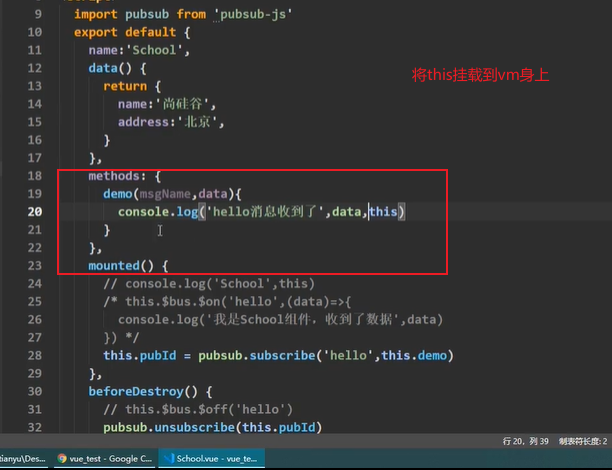 9 import pubsub from 'pubsub-js'
10 export default {
11 name:'School',
12 data() {
13 return {
14 name:'尚硅谷',
15 address:'北京',
16 }
17 },
将this挂载到vm身上
18 methods: {
19 demo(msgName,data){
20 console.log('hello消息收到了',data,this)
21 }
22 },
23 mounted() {
24 // console.log('School',this)
25 /* this.$bus.$on('hello',(data)=>{
26 console.log('我是School组件，收到了数据',data)
27 }) */
28 this.pubId = pubsub.subscribe('hello',this.demo)
29 },
30 beforeDestroy() {
31 // this.$bus.$off('hello')
32 pubsub.unsubscribe(this.pubId)
行 20，列 39 制表符长度: 2
tianyu\Des... vue_test - Google C... School.vue - vue_te...